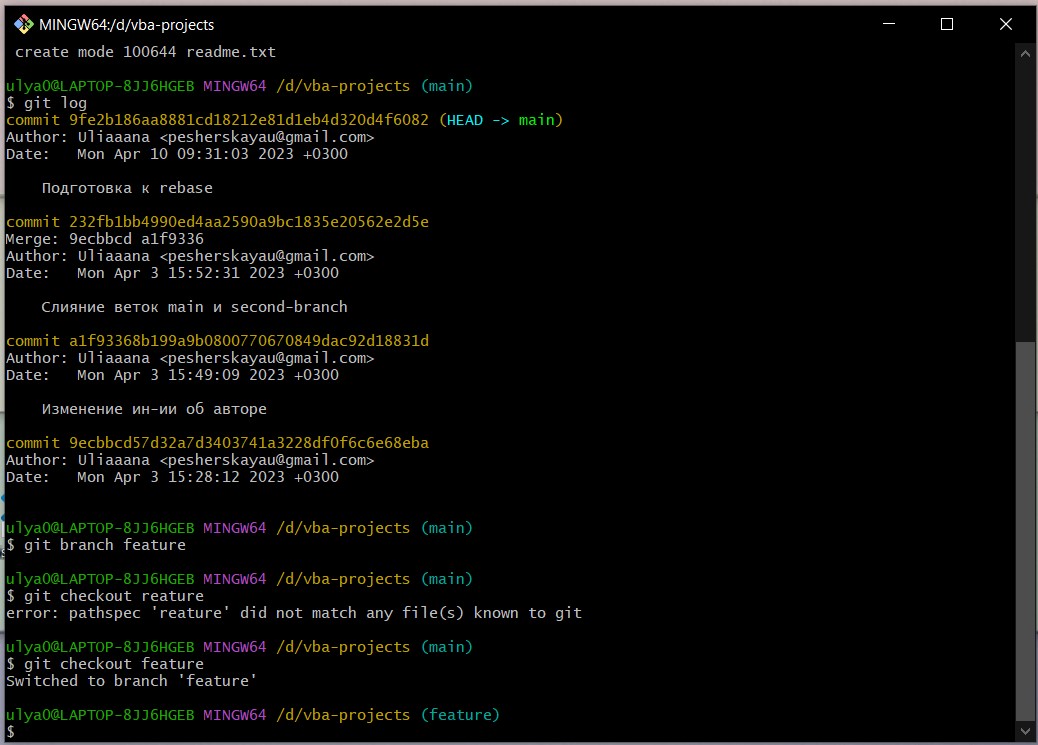 MINGW64:/d/vba-projects
create mode 100644 readme.txt
ulya0@LAPTOP-8JJ6HGEB MINGW64 /d/vba-projects (main)
$ git log
commit 9fe2b186aa8881cd18212e81d1eb4d320d4f6082 (HEAD -> main)
Author: Uliaaana <pesherskayau@gmail.com>
Date:   Mon Apr 10 09:31:03 2023 +0300
Подготовка к rebase
commit 232fb1bb4990ed4aa2590a9bc1835e20562e2d5e
Merge: 9ecbbcd a1f9336
Author: Uliaaana <pesherskayau@gmail.com>
Date:   Mon Apr 3 15:52:31 2023 +0300
Слияние веток main и second-branch
commit a1f93368b199a9b0800770670849dac92d18831d
Author: Uliaaana <pesherskayau@gmail.com>
Date:   Mon Apr 3 15:49:09 2023 +0300
Изменение ин-ии об авторе
commit 9ecbbcd57d32a7d3403741a3228df0f6c6e68eba
Author: Uliaaana <pesherskayau@gmail.com>
Date:   Mon Apr 3 15:28:12 2023 +0300
ulya0@LAPTOP-8JJ6HGEB MINGW64 /d/vba-projects (main)
$ git branch feature
ulya0@LAPTOP-8JJ6HGEB MINGW64 /d/vba-projects (main)
$ git checkout reature
error: pathspec 'reature' did not match any file(s) known to git
ulya0@LAPTOP-8JJ6HGEB MINGW64 /d/vba-projects (main)
$ git checkout feature
Switched to branch 'feature'
ulya0@LAPTOP-8JJ6HGEB MINGW64 /d/vba-projects (feature)
$